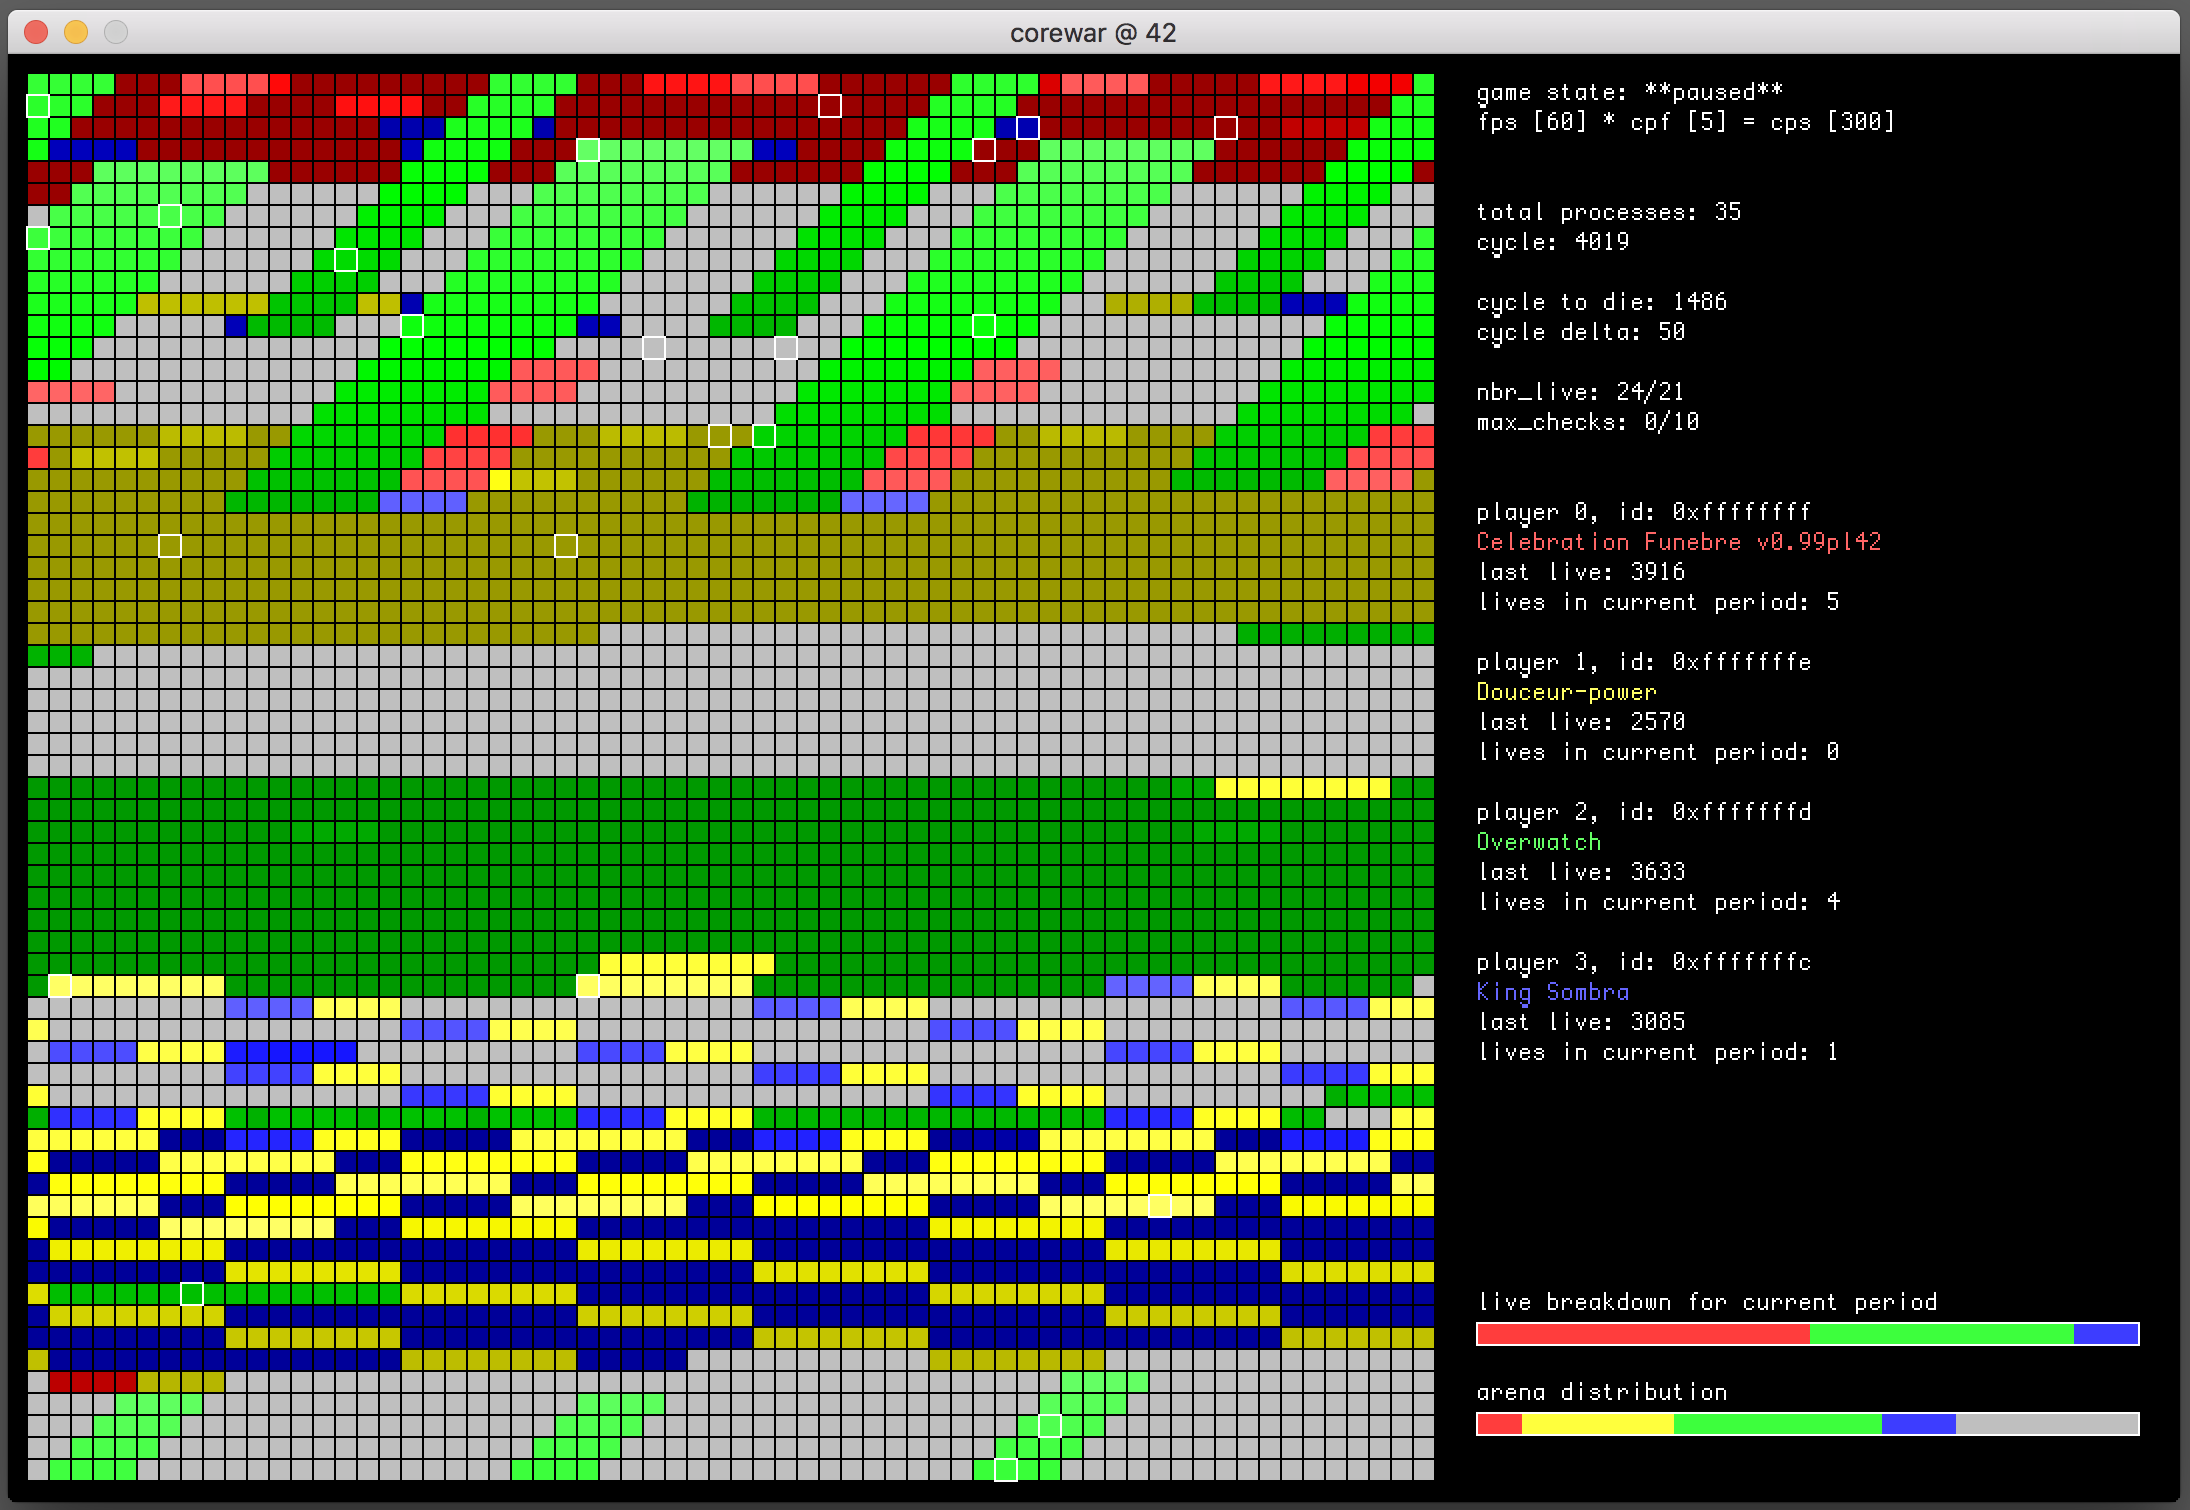 corewar @ 42
game state: **paused**
fps [60] * cpf [5] = cps [300]
total processes: 35
cycle: 4019
cycle to die: 1486
cycle delta: 50
nbr_live: 24/21
max_checks: 0/10
player 0, id: 0xffffffff
Celebration Funebre v0.99pl42
last live: 3916
lives in current period: 5
player 1, id: 0xfffffffe
Douceur-power
last live: 2570
lives in current period: 0
player 2, id: 0xfffffffd
Overwatch
last live: 3633
lives in current period: 4
player 3, id: 0xfffffffc
King Sombra
last live: 3085
lives in current period: 1
live breakdown for current period
arena distribution